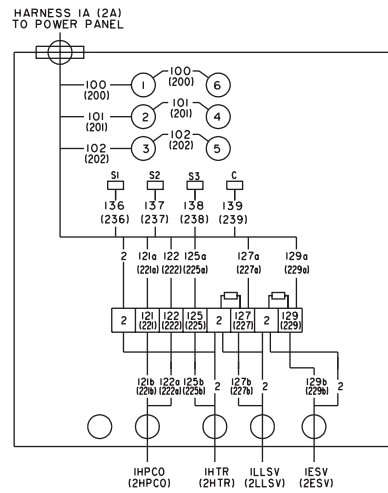 HARNESS 1A (2A)
TO POWER PANEL
100
(200)
1
100
(200)
6
101
(201)
2
101
(201)
4
102
(202)
3
102
(202)
5
S1 S2 S3 C
136 137 138 139
(236) (237) (238) (239)
2 121a 122 125a 127a 129a
(221a) (222) (225a) (227a) (229a)
2 121 122 125 2 127 2 129
(221) (222) (225) (227) (229)
121b 122a 125b 2 127b 2 129b 2
(221b) (222a) (225b) (227b) (229b)
1HPCO 1HTR 1LLSV 1ESV
(2HPCO) (2HTR) (2LLSV) (2ESV)